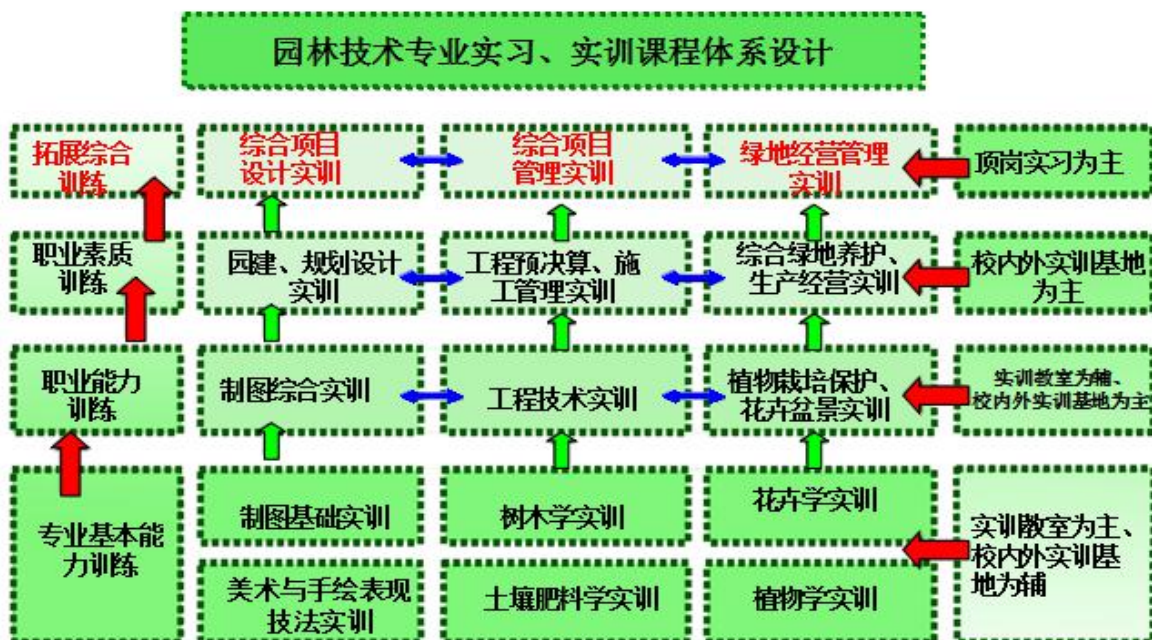 园林技术专业实习、实训课程体系设计
拓展综合
训练
综合项目
设计实训
综合项目
管理实训
绿地经营管理
实训
顶岗实习为主
职业素质
训练
园建、规划设计
实训
工程预决算、施
工管理实训
综合绿地养护、
生产经营实训
校内外实训基地
为主
职业能力
训练
制图综合实训
工程技术实训
植物栽培保护、
花卉盆景实训
实训教室为辅、
校内外实训基地为主
专业基本能
力训练
制图基础实训
树木学实训
花卉学实训
实训教室为主、
校内外实训基
地为辅
美术与手绘表现
技法实训
土壤肥料学实训
植物学实训